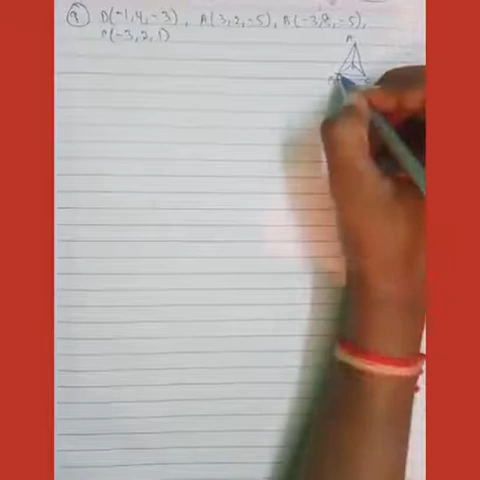 9) D(-1,4,-3), A(3,2,-5), B(-3,8,-5),
C(-3,2,1)
A